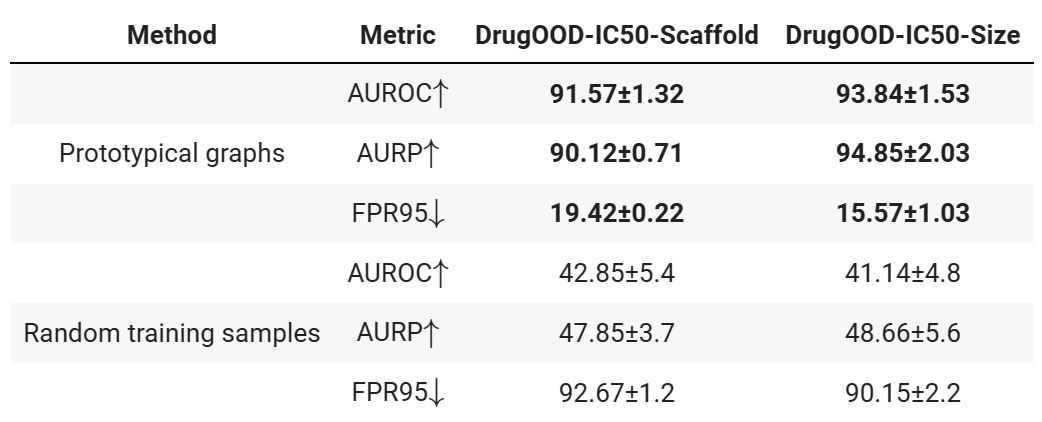 Method Metric DrugOOD-IC50-Scaffold DrugOOD-IC50-Size
AUROC↑ 91.57±1.32 93.84±1.53
Prototypical graphs AURP↑ 90.12±0.71 94.85±2.03
FPR95↓ 19.42±0.22 15.57±1.03
AUROC↑ 42.85±5.4 41.14±4.8
Random training samples AURP↑ 47.85±3.7 48.66±5.6
FPR95↓ 92.67±1.2 90.15±2.2